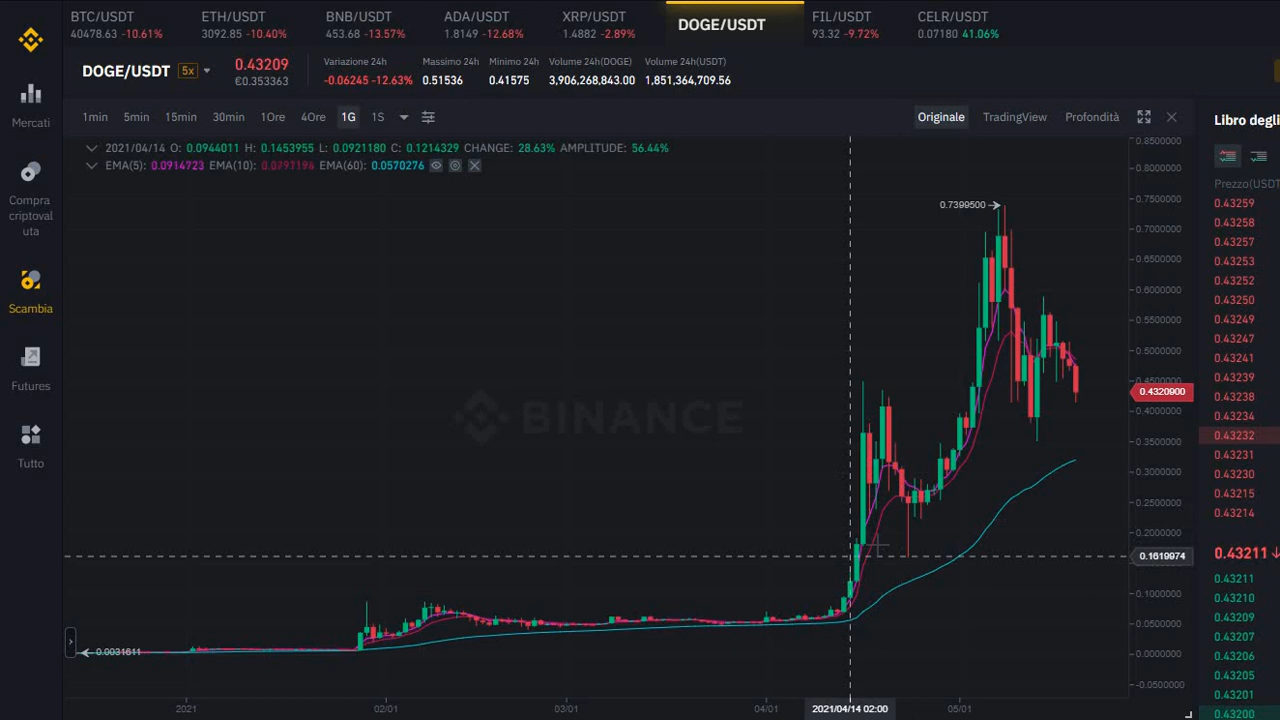 BTC/USDT ETH/USDT BNB/USDT ADA/USDT XRP/USDT DOGE/USDT FIL/USDT CELR/USDT
40478.63 -10.61% 3092.85 -10.40% 453.68 -13.57% 1.8149 -12.68% 1.4882 -2.89% 93.32 -9.72% 0.07180 41.06%
DOGE/USDT 5x 0.43209 Variazione 24h Massimo 24h Minimo 24h Volume 24h(DOGE) Volume 24h(USDT)
€0.353363 -0.06245 -12.63% 0.51536 0.41575 3,906,268,843.00 1,851,364,709.56
Mercati
Compra
criptoval
uta
Scambia
Futures
Tutto
1min 5min 15min 30min 1Ore 4Ore 1G 1S Originale TradingView Profondità
2021/04/14 O: 0.0944011 H: 0.1453955 L: 0.0921180 C: 0.1214329 CHANGE: 28.63% AMPLITUDE: 56.44%
EMA(5): 0.0914723 EMA(10): 0.0797194 EMA(60): 0.0570276
0.7399500
BINANCE
0.0031611
0.8500000
0.8000000
0.7500000
0.7000000
0.6500000
0.6000000
0.5500000
0.5000000
0.4320900
0.4000000
0.3500000
0.3000000
0.2500000
0.2000000
0.1619974
0.1000000
0.0500000
0.0000000
-0.0500000
2021 02/01 03/01 04/01 2021/04/14 02:00 05/01
Libro degli
Prezzo(USDT
0.43259
0.43258
0.43257
0.43253
0.43252
0.43250
0.43249
0.43241
0.43239
0.43238
0.43234
0.43232
0.43231
0.43230
0.43215
0.43214
0.43211
0.43211
0.43210
0.43209
0.43207
0.43206
0.43205
0.43201
0.43200